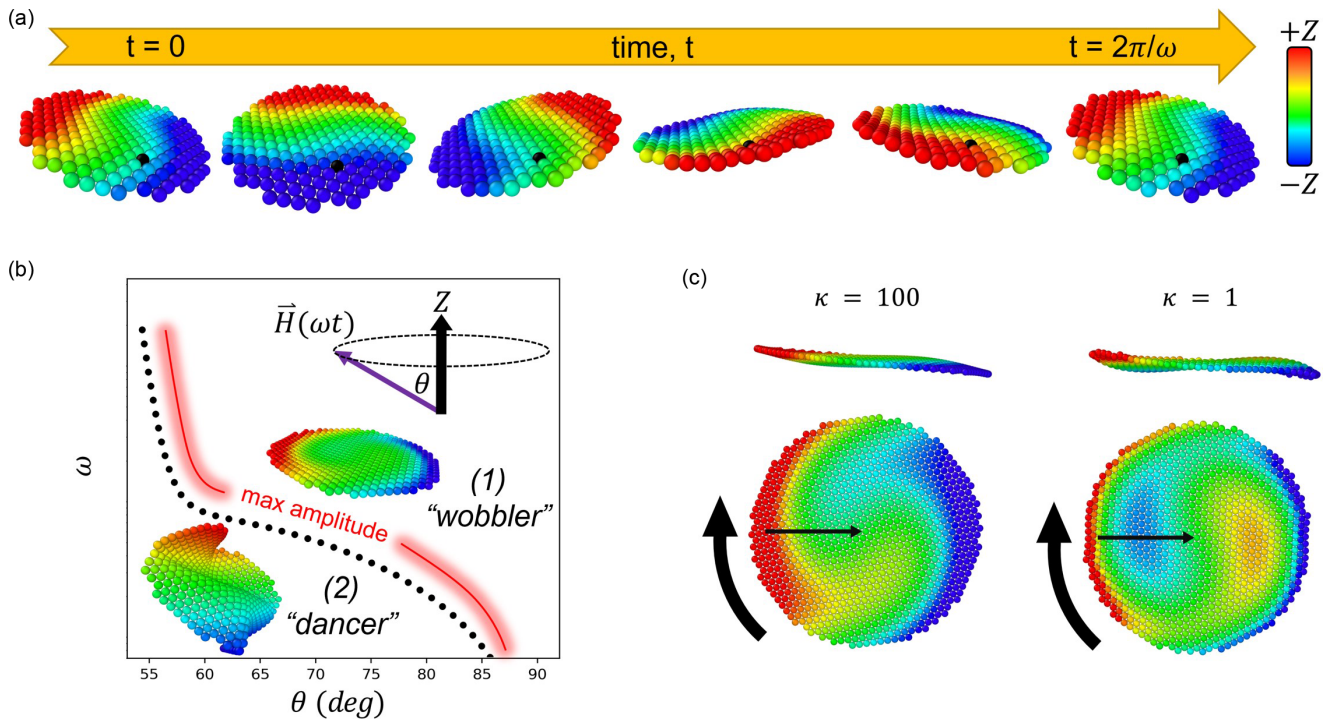 (a)
t = 0 time, t t = 2π/ω
+Z
−Z
(b)
Z
H⃗(ωt)
θ
ω
(1)
“wobbler”
max amplitude
(2)
“dancer”
55 60 65 70 75 80 85 90
θ (deg)
(c)
κ = 100 κ = 1